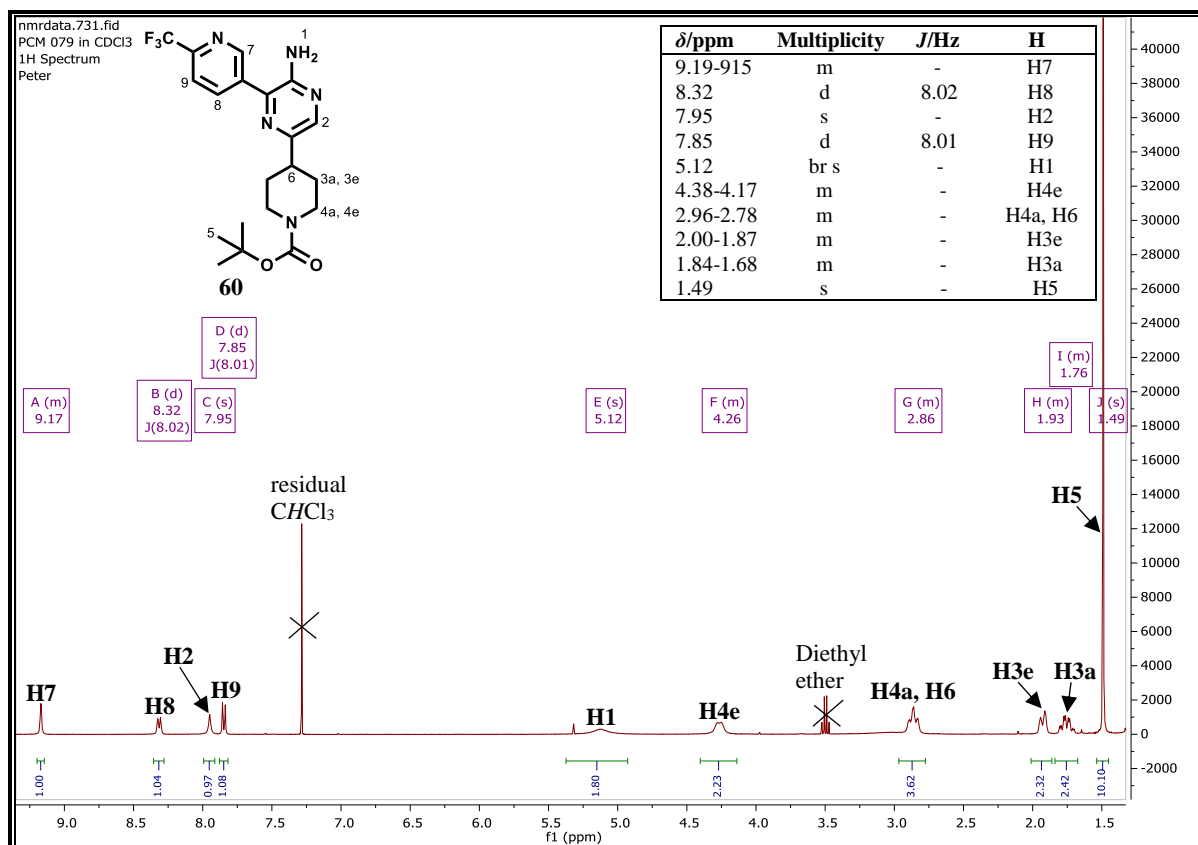 nmrdata.731.fid
PCM 079 in CDCl3
1H Spectrum
Peter
F₃C
N
7
1
NH₂
9
8
N
N
2
6
3a, 3e
4a, 4e
N
5
O
O
60
δ/ppm Multiplicity J/Hz H
9.19-915 m - H7
8.32 d 8.02 H8
7.95 s - H2
7.85 d 8.01 H9
5.12 br s - H1
4.38-4.17 m - H4e
2.96-2.78 m - H4a, H6
2.00-1.87 m - H3e
1.84-1.68 m - H3a
1.49 s - H5
D (d)
7.85
J(8.01)
I (m)
1.76
A (m)
9.17
B (d)
8.32
J(8.02)
C (s)
7.95
E (s)
5.12
F (m)
4.26
G (m)
2.86
H (m)
1.93
J (s)
1.49
residual
CHCl₃
H5
H7
H8
H2
H9
H1
H4e
Diethyl
ether
H4a, H6
H3e
H3a
40000
38000
36000
34000
32000
30000
28000
26000
24000
22000
20000
18000
16000
14000
12000
10000
8000
6000
4000
2000
0
-2000
1.00
1.04
0.97
1.08
1.80
2.23
3.62
2.32
2.42
10.10
9.0 8.5 8.0 7.5 7.0 6.5 6.0 5.5 5.0 4.5 4.0 3.5 3.0 2.5 2.0 1.5
f1 (ppm)